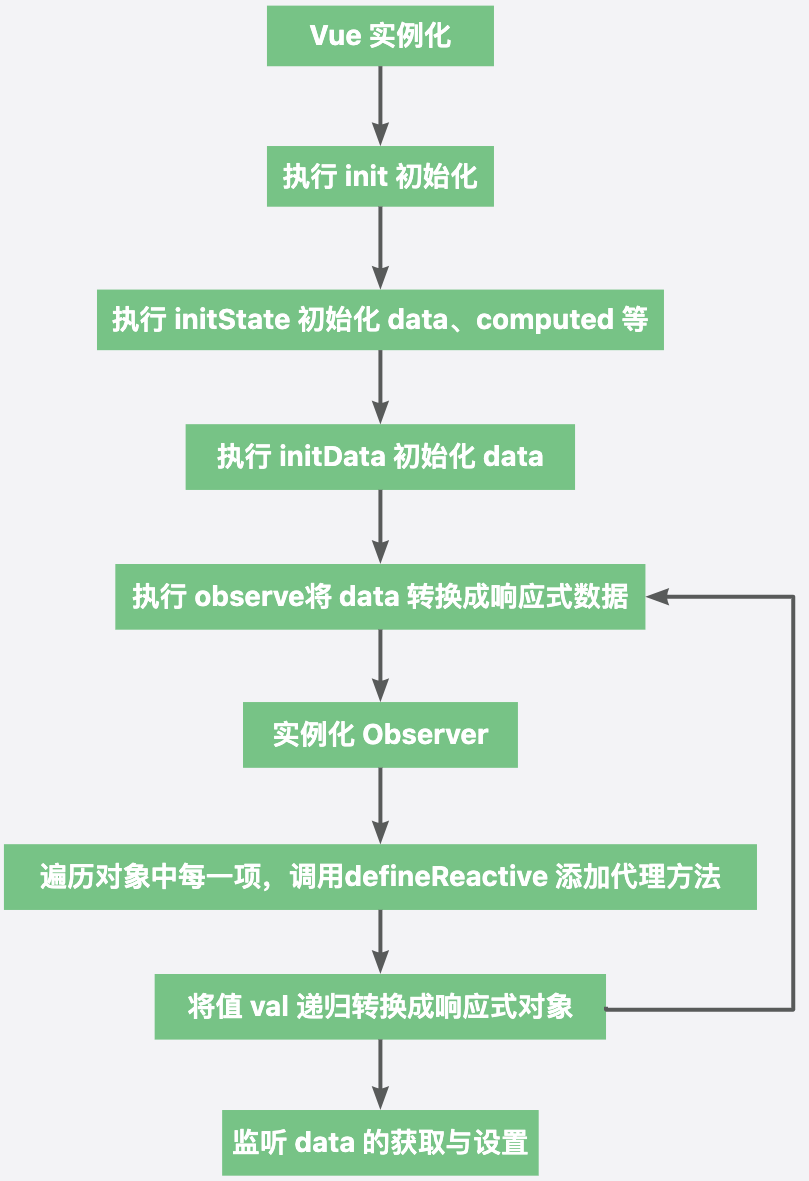 Vue 实例化
执行 init 初始化
执行 initState 初始化 data、computed 等
执行 initData 初始化 data
执行 observe将 data 转换成响应式数据
实例化 Observer
遍历对象中每一项，调用defineReactive 添加代理方法
将值 val 递归转换成响应式对象
监听 data 的获取与设置